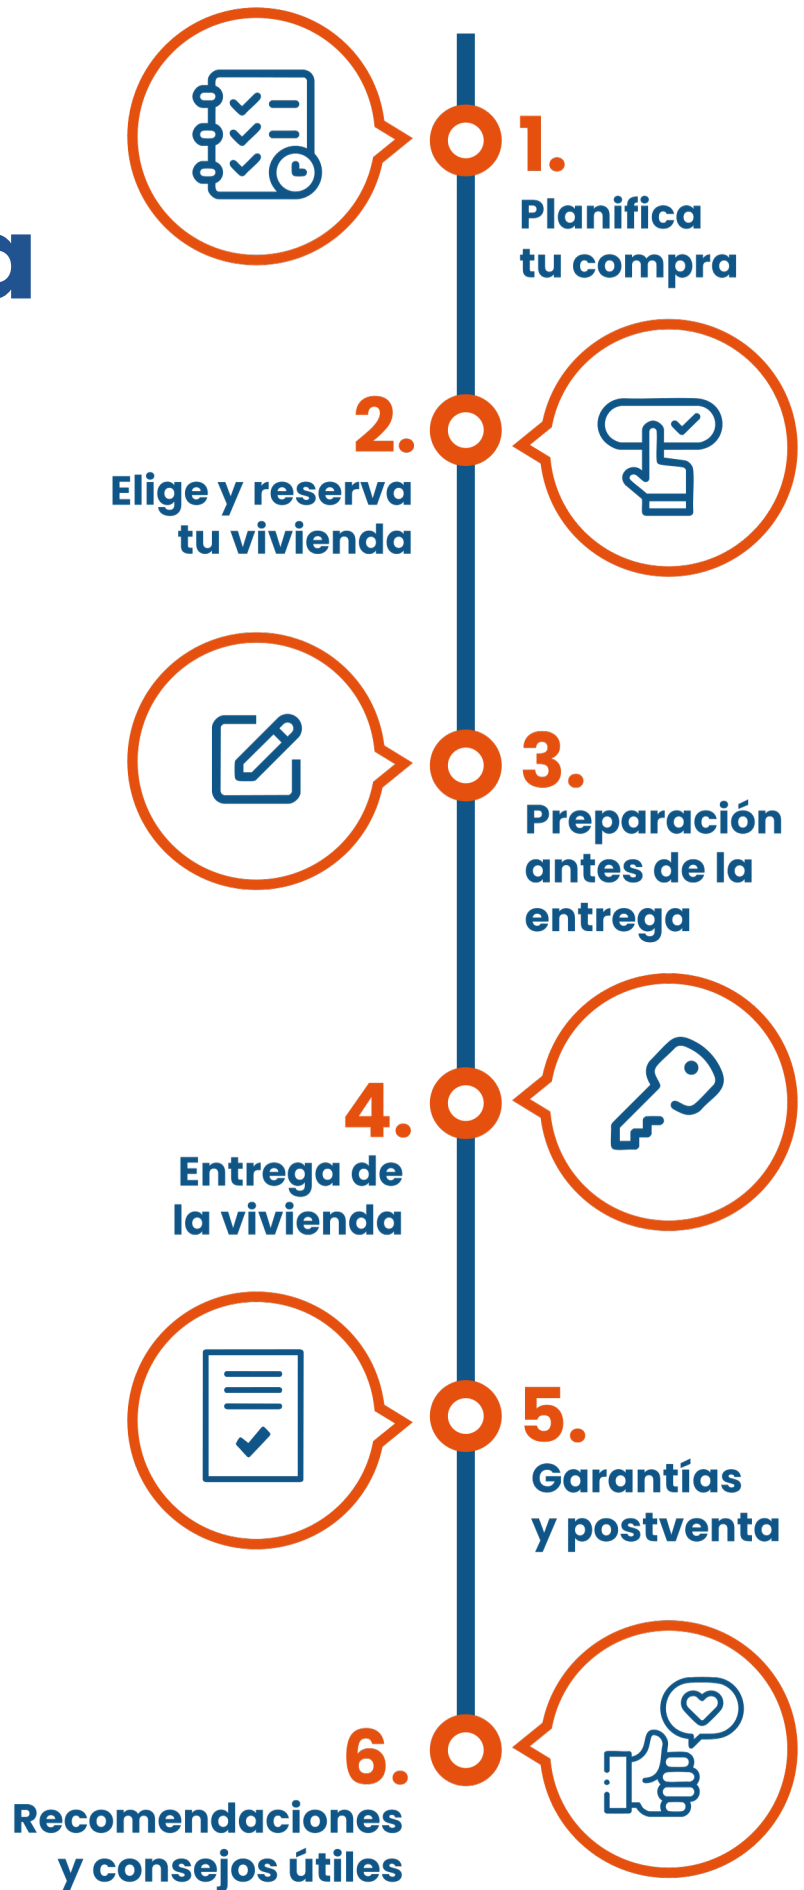 1.
Planifica
tu compra
2.
Elige y reserva
tu vivienda
3.
Preparación
antes de la
entrega
4.
Entrega de
la vivienda
5.
Garantías
y postventa
6.
Recomendaciones
y consejos útiles